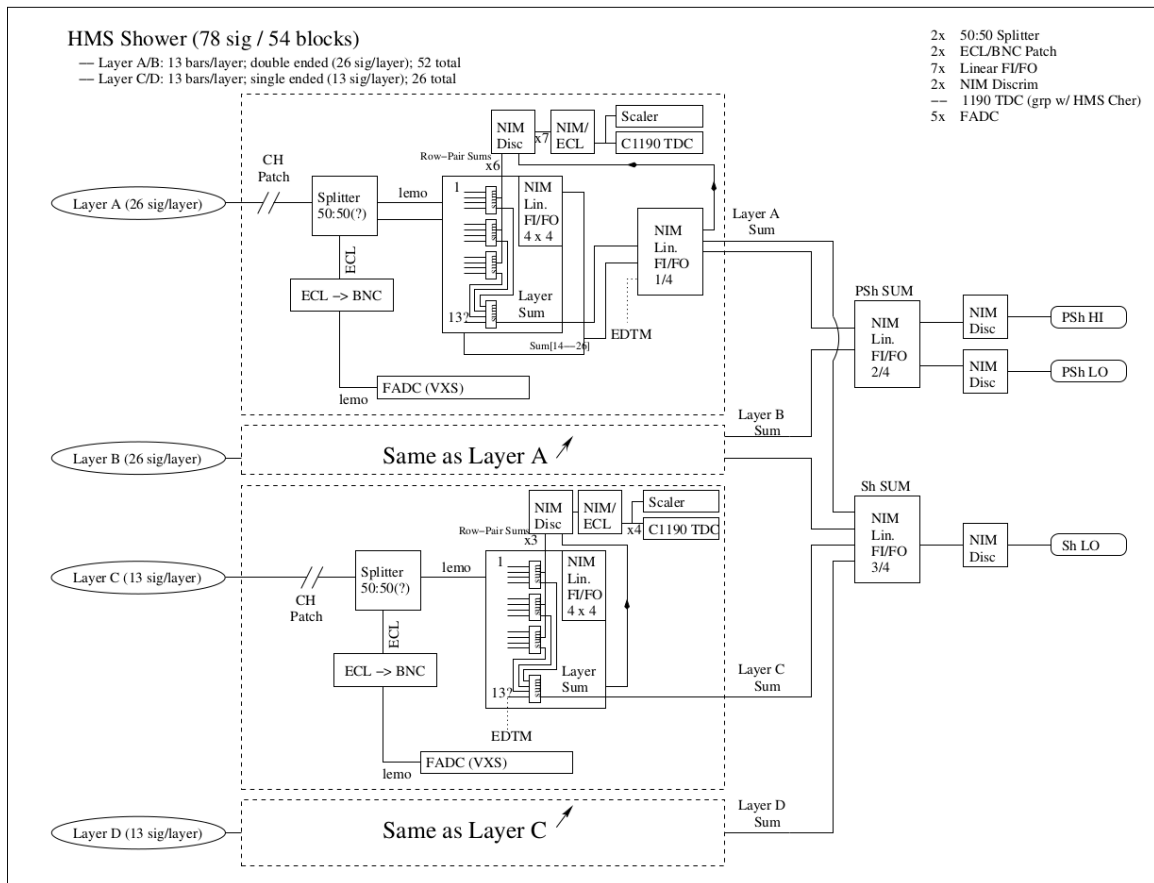 HMS Shower (78 sig / 54 blocks)
— Layer A/B: 13 bars/layer; double ended (26 sig/layer); 52 total
— Layer C/D: 13 bars/layer; single ended (13 sig/layer); 26 total
2x 50:50 Splitter
2x ECL/BNC Patch
7x Linear FI/FO
2x NIM Discrim
−− 1190 TDC (grp w/ HMS Cher)
5x FADC
Layer A (26 sig/layer)
CH
Patch
Splitter
50:50(?)
lemo
ECL
ECL −> BNC
lemo
FADC (VXS)
Row−Pair Sums
x6
NIM
Disc
x7
NIM/
ECL
Scaler
C1190 TDC
1
sum
sum
sum
sum
13?
NIM
Lin.
FI/FO
4 x 4
Layer
Sum
Sum[14—26]
NIM
Lin.
FI/FO
1/4
EDTM
Layer A
Sum
PSh SUM
NIM
Lin.
FI/FO
2/4
NIM
Disc
PSh HI
NIM
Disc
PSh LO
Layer B (26 sig/layer)
Same as Layer A
Layer B
Sum
Sh SUM
NIM
Lin.
FI/FO
3/4
NIM
Disc
Sh LO
Layer C (13 sig/layer)
CH
Patch
Splitter
50:50(?)
lemo
ECL
ECL −> BNC
lemo
FADC (VXS)
Row−Pair Sums
x3
NIM
Disc
NIM/
ECL
x4
Scaler
C1190 TDC
1
sum
sum
sum
sum
13?
NIM
Lin.
FI/FO
4 x 4
Layer
Sum
EDTM
Layer C
Sum
Layer D (13 sig/layer)
Same as Layer C
Layer D
Sum